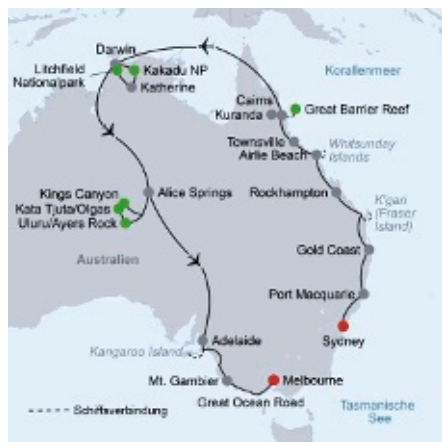 Darwin
Litchfield
Nationalpark
Kakadu NP
Katherine
Korallenmeer
Cairns
Kuranda
Great Barrier Reef
Townsville
Airlie Beach
Whitsunday
Islands
Kings Canyon
Kata Tjuta/Olgas
Uluru/Ayers Rock
Alice Springs
Rockhampton
K'gari
(Fraser
Island)
Australien
Gold Coast
Port Macquarie
Sydney
Adelaide
Kangaroo Island
Mt. Gambier
Melbourne
Great Ocean Road
Schiffsverbindung
Tasmanische
See